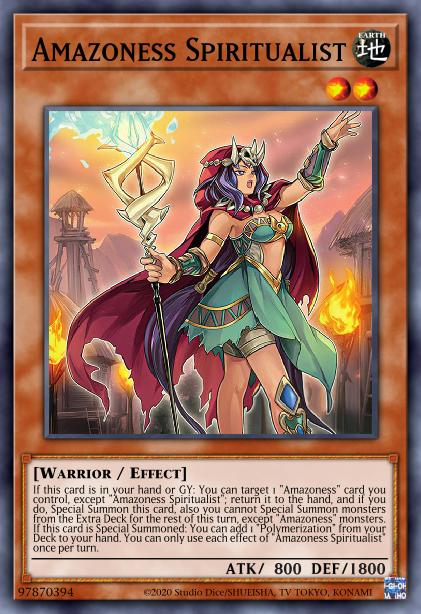 AMAZONESS SPIRITUALIST
EARTH
地
[WARRIOR / EFFECT]
If this card is in your hand or GY: You can target 1 "Amazoness" card you
control, except "Amazoness Spiritualist"; return it to the hand, and if you
do, Special Summon this card, also you cannot Special Summon monsters
from the Extra Deck for the rest of this turn, except "Amazoness" monsters.
If this card is Special Summoned: You can add 1 "Polymerization" from your
Deck to your hand. You can only use each effect of "Amazoness Spiritualist"
once per turn.
ATK/ 800 DEF/1800
97870394
©2020 Studio Dice/SHUEISHA, TV TOKYO, KONAMI